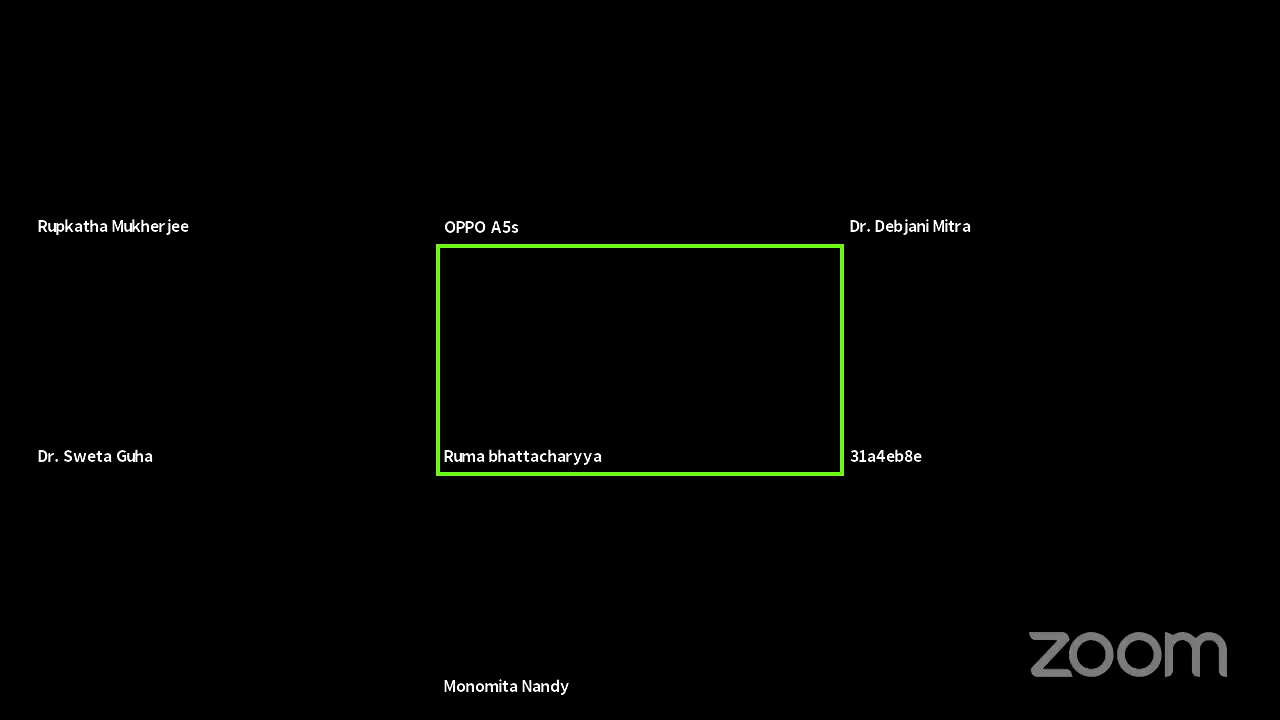 Rupkatha Mukherjee
OPPO A5s
Dr. Debjani Mitra
Dr. Sweta Guha
Ruma bhattacharyya
31a4eb8e
Monomita Nandy
zoom